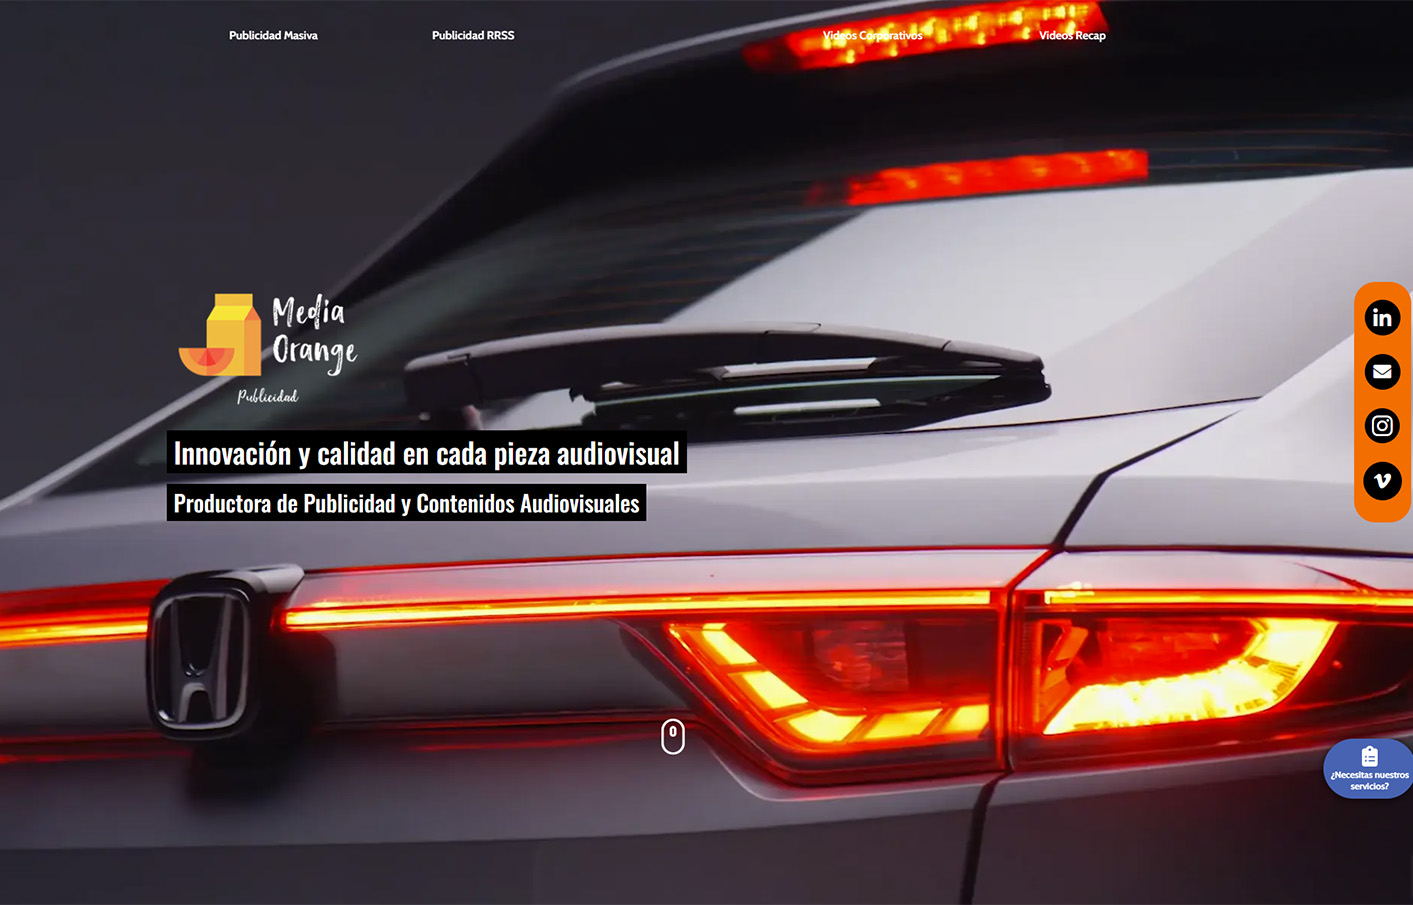 Publicidad Masiva
Publicidad RRSS
Videos Corporativos
Videos Recap
Media
Orange
Publicidad
Innovación y calidad en cada pieza audiovisual
Productora de Publicidad y Contenidos Audiovisuales
in
¿Necesitas nuestros
servicios?